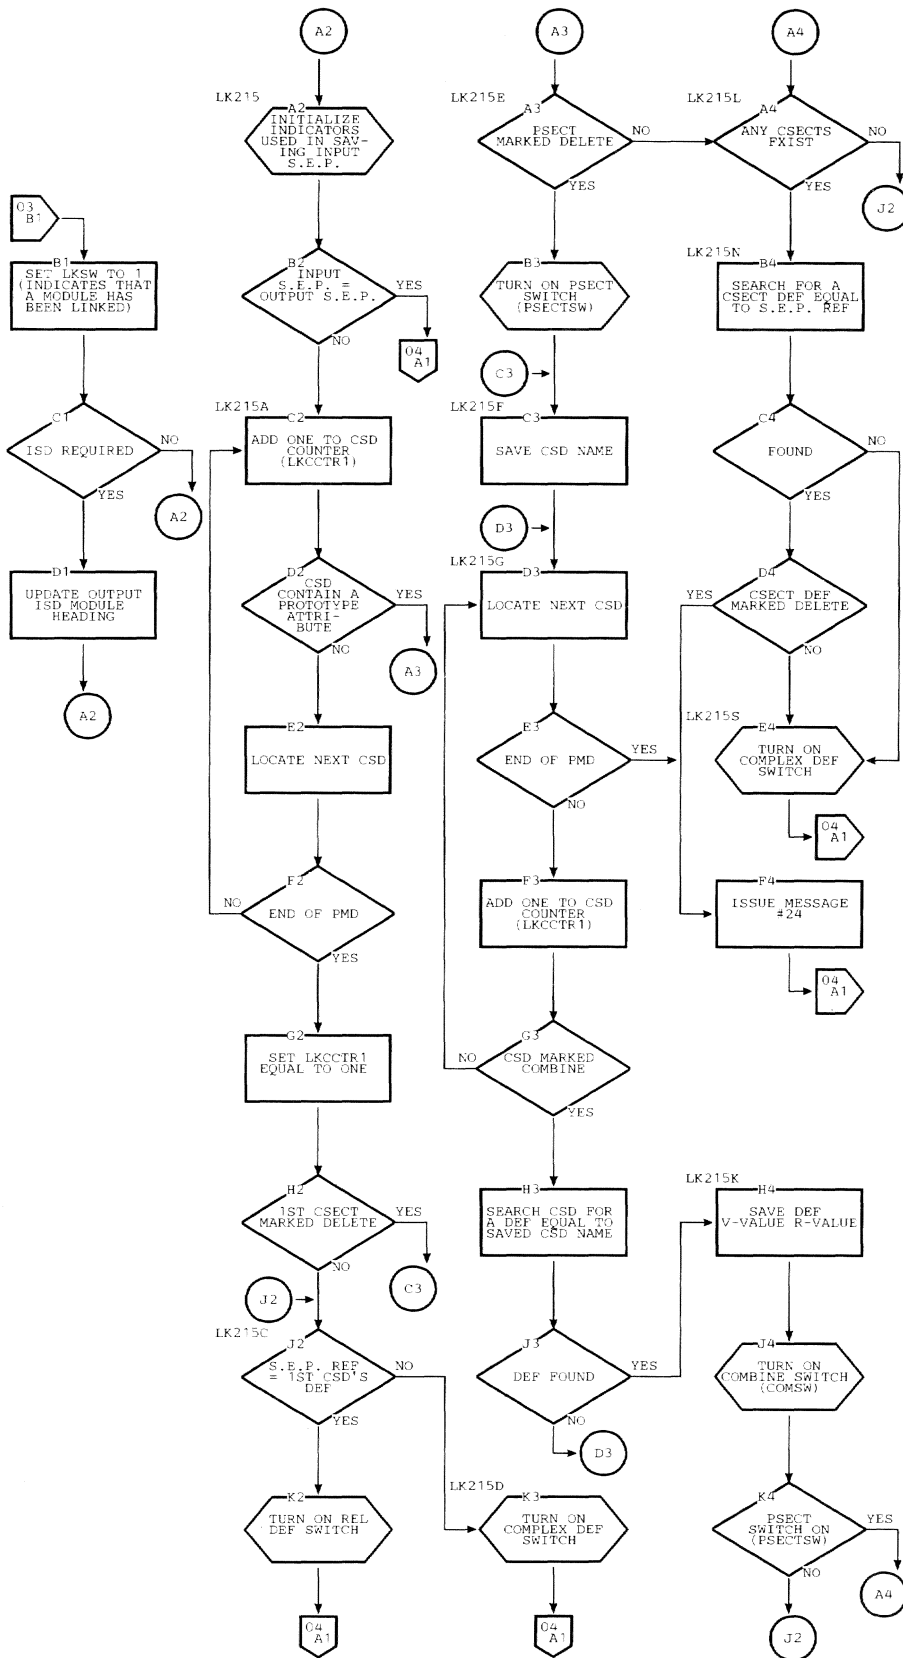 A2
A3
A4
LK215
A2
INITIALIZE
INDICATORS
USED IN SAV-
ING INPUT
S.E.P.
LK215E
A3
PSECT
MARKED DELETE
NO
YES
LK215L
A4
ANY CSECTS
FXIST
NO
YES
J2
03
B1
B1
SET LKSW TO 1
(INDICATES THAT
A MODULE HAS
BEEN LINKED)
B2
INPUT
S.E.P. =
OUTPUT S.E.P.
YES
NO
04
A1
B3
TURN ON PSECT
SWITCH
(PSECTSW)
LK215N
B4
SEARCH FOR A
CSECT DEF EQUAL
TO S.E.P. REF
C3
C1
ISD REQUIRED
NO
YES
A2
LK215A
C2
ADD ONE TO CSD
COUNTER
(LKCCTR1)
LK215F
C3
SAVE CSD NAME
C4
FOUND
NO
YES
D3
D1
UPDATE OUTPUT
ISD MODULE
HEADING
A2
D2
CSD
CONTAIN A
PROTOTYPE
ATTRI-
BUTE
YES
NO
A3
LK215G
D3
LOCATE NEXT CSD
D4
YES
CSECT DEF
MARKED DELETE
NO
E2
LOCATE NEXT CSD
E3
END OF PMD
YES
NO
LK215S
E4
TURN ON
COMPLEX DEF
SWITCH
04
A1
F2
NO
END OF PMD
YES
F3
ADD ONE TO CSD
COUNTER
(LKCCTR1)
F4
ISSUE MESSAGE
#24
04
A1
G2
SET LKCCTR1
EQUAL TO ONE
G3
NO
CSD MARKED
COMBINE
YES
H2
1ST CSECT
MARKED DELETE
YES
NO
C3
H3
SEARCH CSD FOR
A DEF EQUAL TO
SAVED CSD NAME
LK215K
H4
SAVE DEF
V-VALUE R-VALUE
J2
LK215C
J2
S.E.P. REF
= 1ST CSD'S
DEF
NO
YES
J3
DEF FOUND
YES
NO
D3
J4
TURN ON
COMBINE SWITCH
(COMSW)
K2
TURN ON REL
DEF SWITCH
04
A1
LK215D
K3
TURN ON
COMPLEX DEF
SWITCH
04
A1
K4
PSECT
SWITCH ON
(PSECTSW)
YES
NO
A4
J2